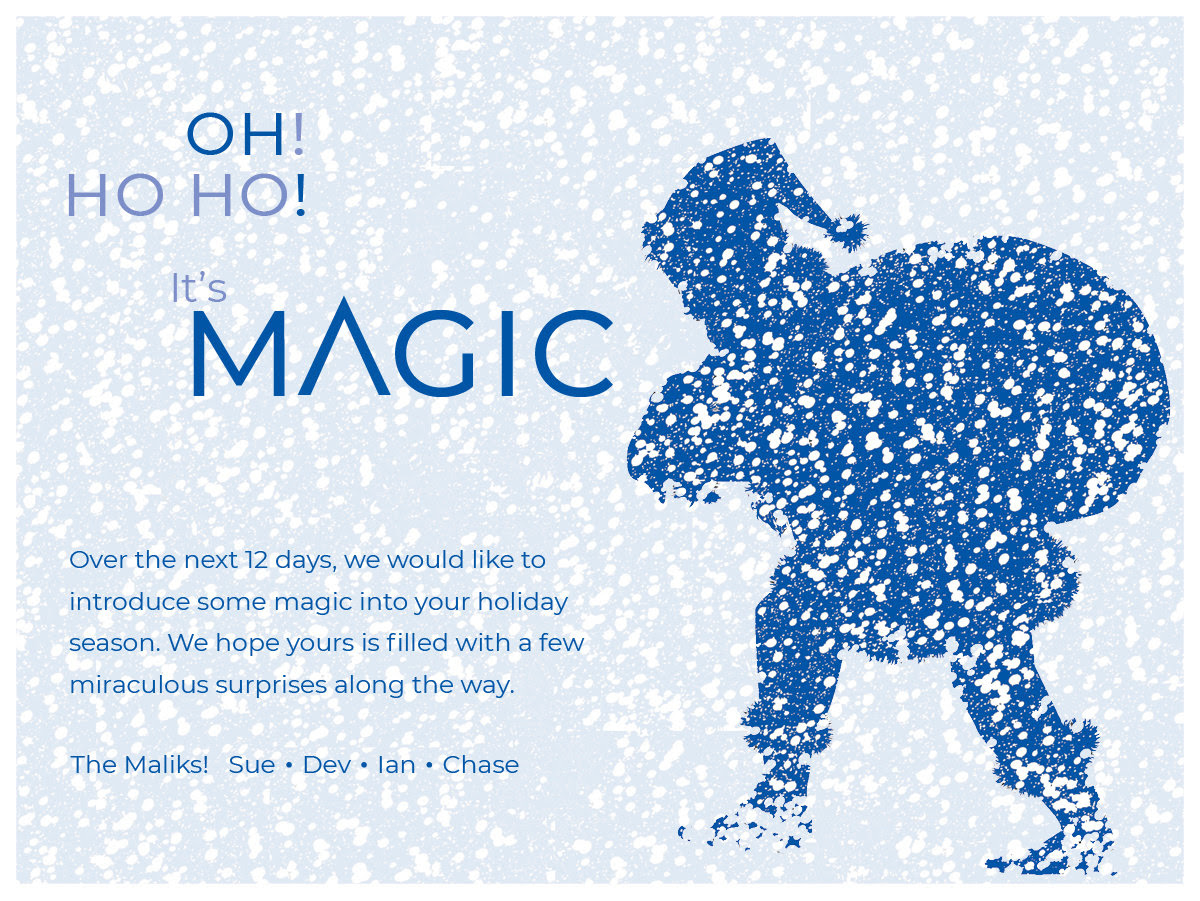 OH!
HO HO!
It's
MAGIC
Over the next 12 days, we would like to
introduce some magic into your holiday
season. We hope yours is filled with a few
miraculous surprises along the way.
The Maliks! Sue • Dev • Ian • Chase